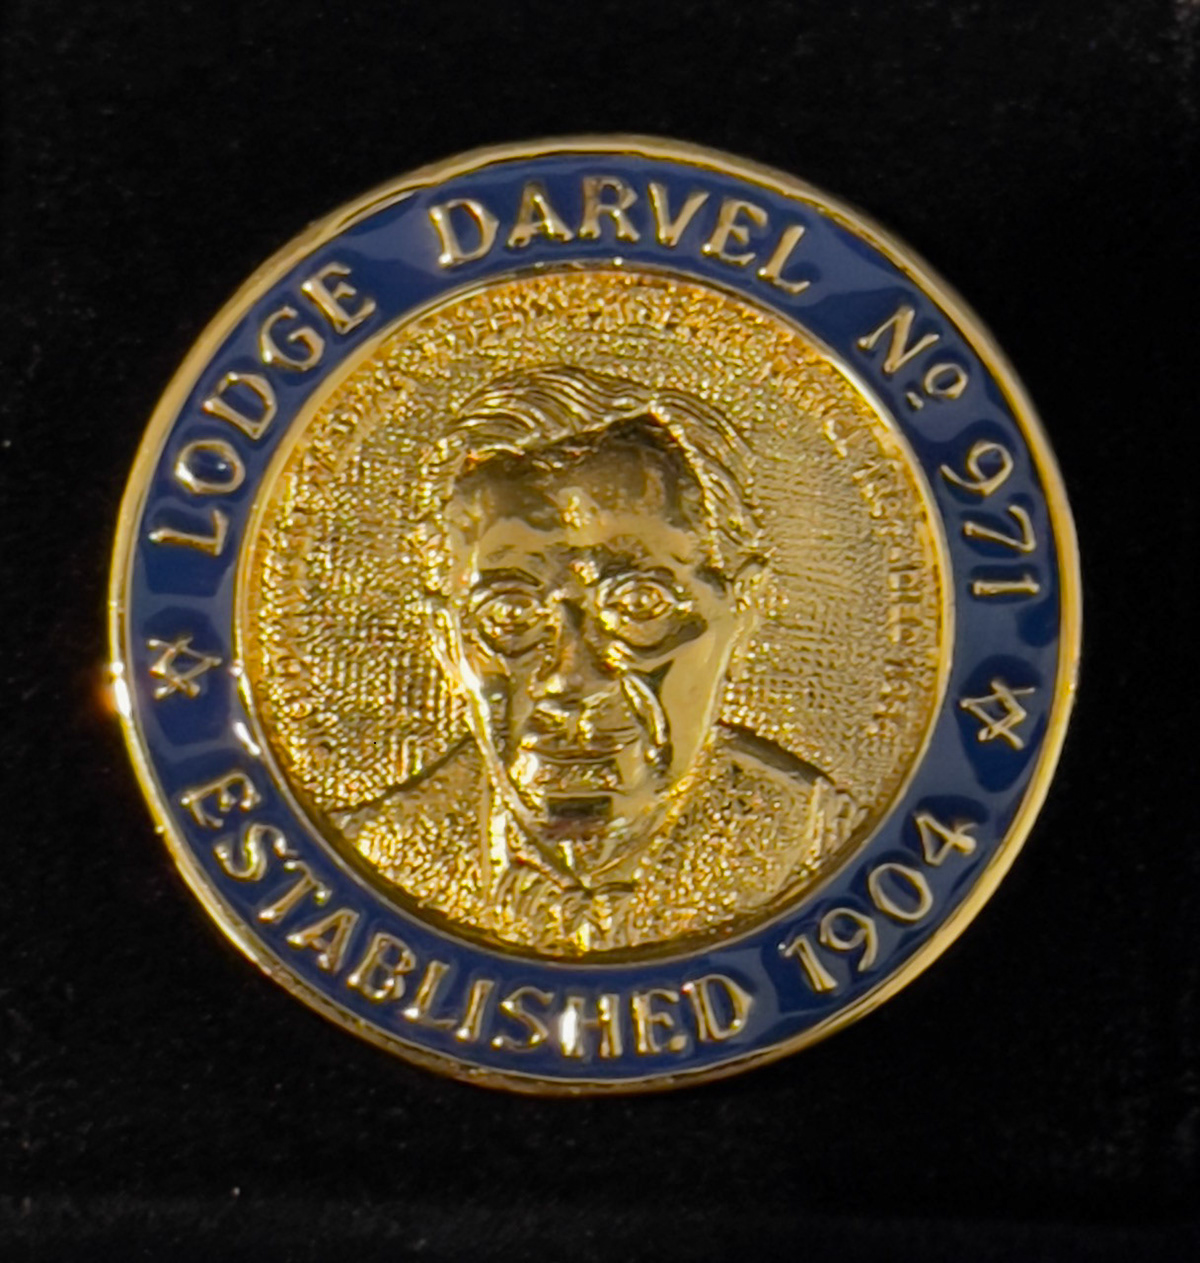 LODGE DARVEL Nº 971
ESTABLISHED 1904